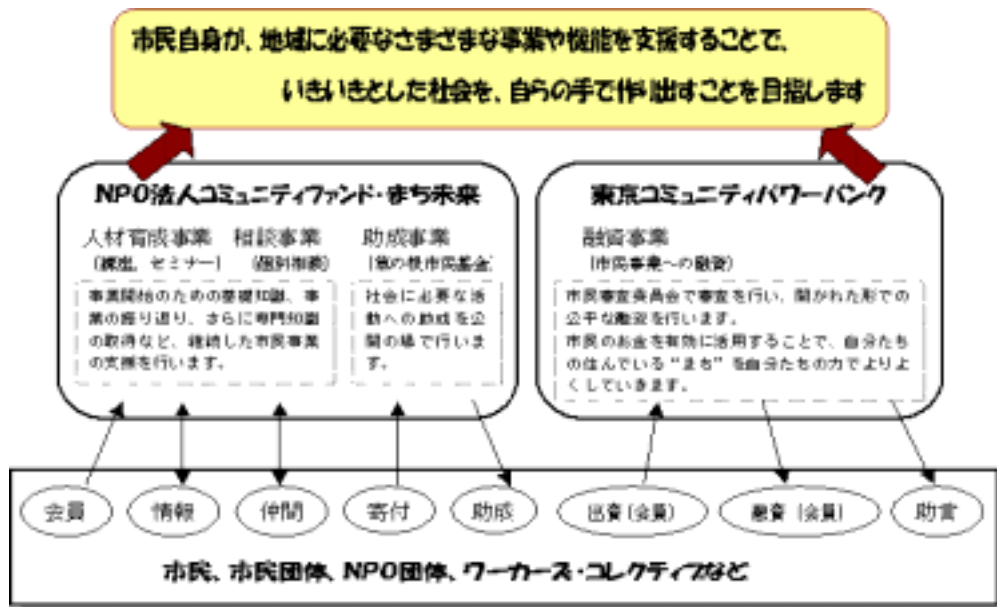 市民自身が、地域に必要なさまざまな事業や機能を支援することで、
いきいきとした社会を、自らの手で作り出すことを目指します
NPO法人コミュニティファンド・まち未来
人材育成事業 相談事業 助成事業
(講座、セミナー) (個別相談) (草の根市民基金)
事業開始のための基礎知識、事
業の振り返り、さらに専門知識
の取得など、継続した市民事業
の支援を行います。
社会に必要な活
動への助成を公
開の場で行いま
す。
東京コミュニティパワーバンク
融資事業
(市民事業への融資)
市民審査委員会で審査を行い、開かれた形での
公平な融資を行います。
市民のお金を有効に活用することで、自分たち
の住んでいる“まち”を自分たちの力でよりよ
くしていきます。
会員 情報 仲間 寄付 助成 出資(会員) 融資(会員) 助言
市民、市民団体、NPO団体、ワーカーズ・コレクティブなど